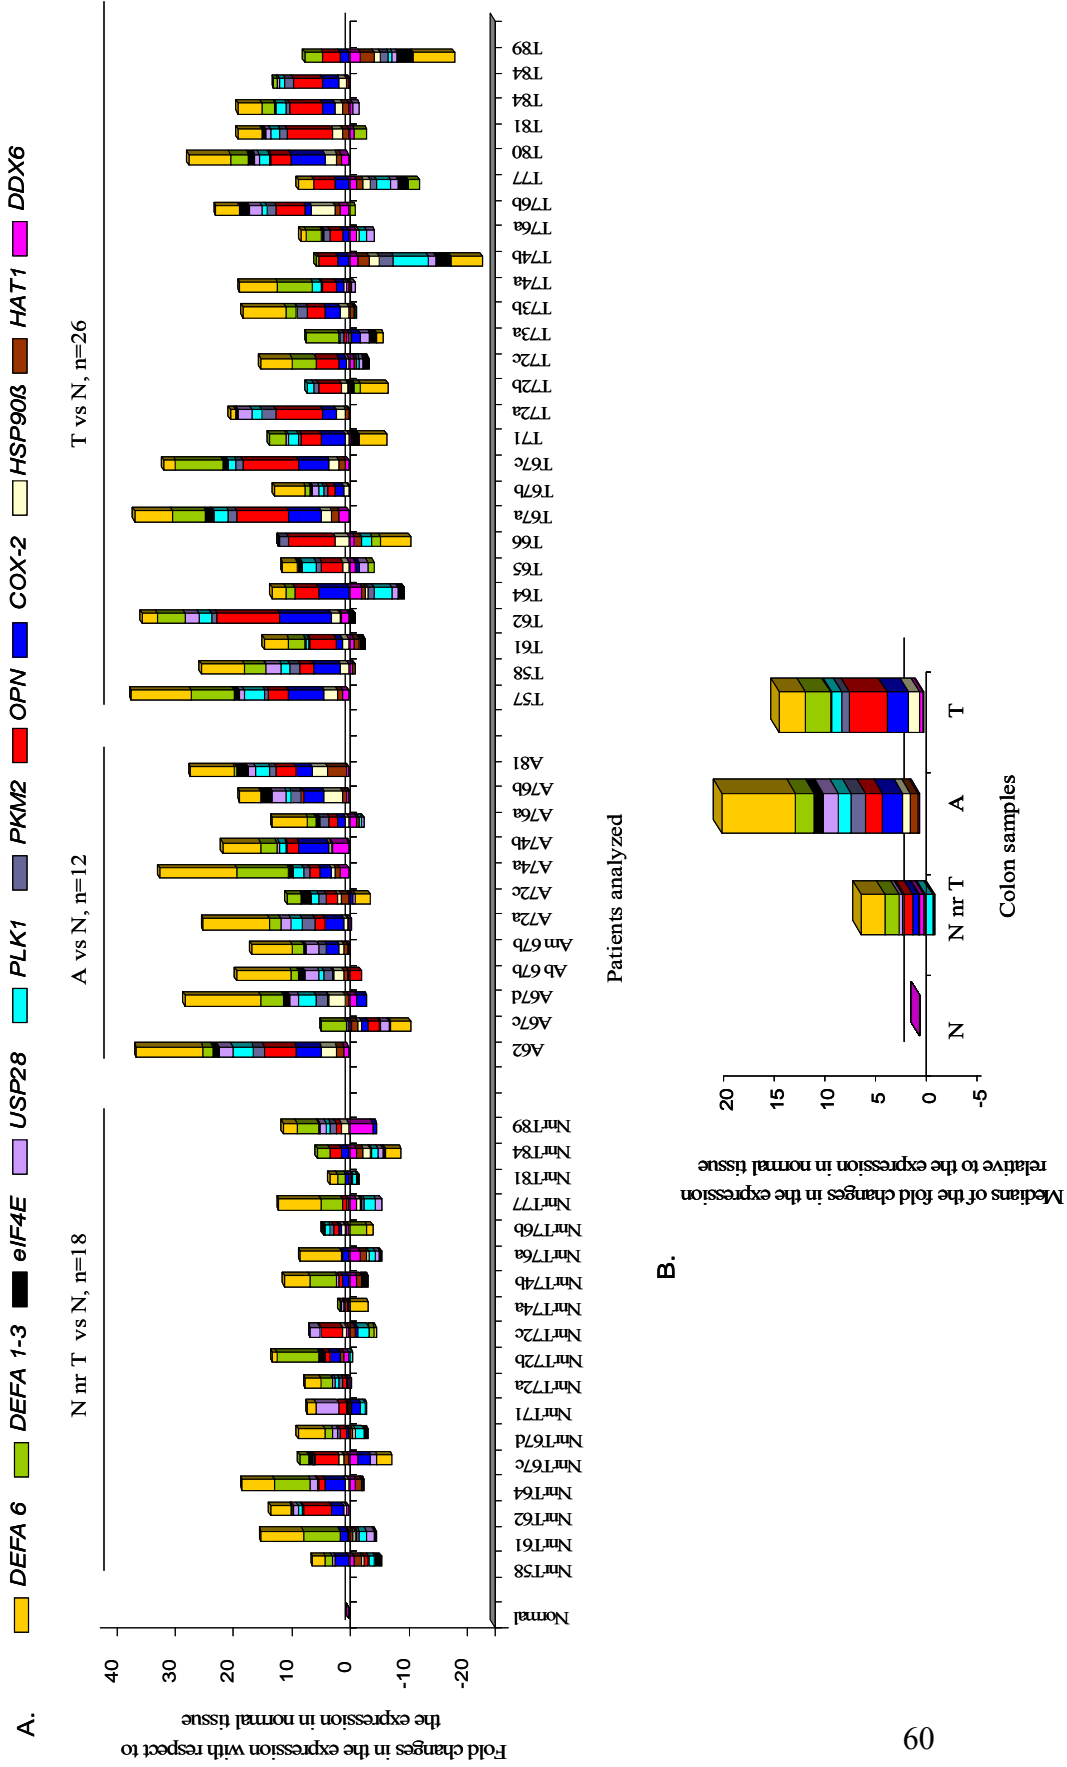 A.
DEFA 6 DEFA 1-3 eIF4E USP28 PLK1 PKM2 OPN COX-2 HSP90ß HAT1 DDX6
N nr T vs N, n=18 A vs N, n=12 T vs N, n=26
Fold changes in the expression with respect to
the expression in normal tissue
40
30
20
10
0
-10
-20
Normal
NnrT58
NnrT61
NnrT62
NnrT64
NnrT67c
NnrT67d
NnrT71
NnrT72a
NnrT72b
NnrT72c
NnrT74a
NnrT74b
NnrT76a
NnrT76b
NnrT77
NnrT81
NnrT84
NnrT89
A62
A67c
A67d
Ab 67b
Am 67b
A72a
A72c
A74a
A74b
A76a
A76b
A81
T57
T58
T61
T62
T64
T65
T66
T67a
T67b
T67c
T71
T72a
T72b
T72c
T73a
T73b
T74a
T74b
T76a
T76b
T77
T80
T81
T84
T84
T89
Patients analyzed
B.
Medians of the fold changes in the expression
relative to the expression in normal tissue
20
15
10
5
0
-5
N N nr T A T
Colon samples
60